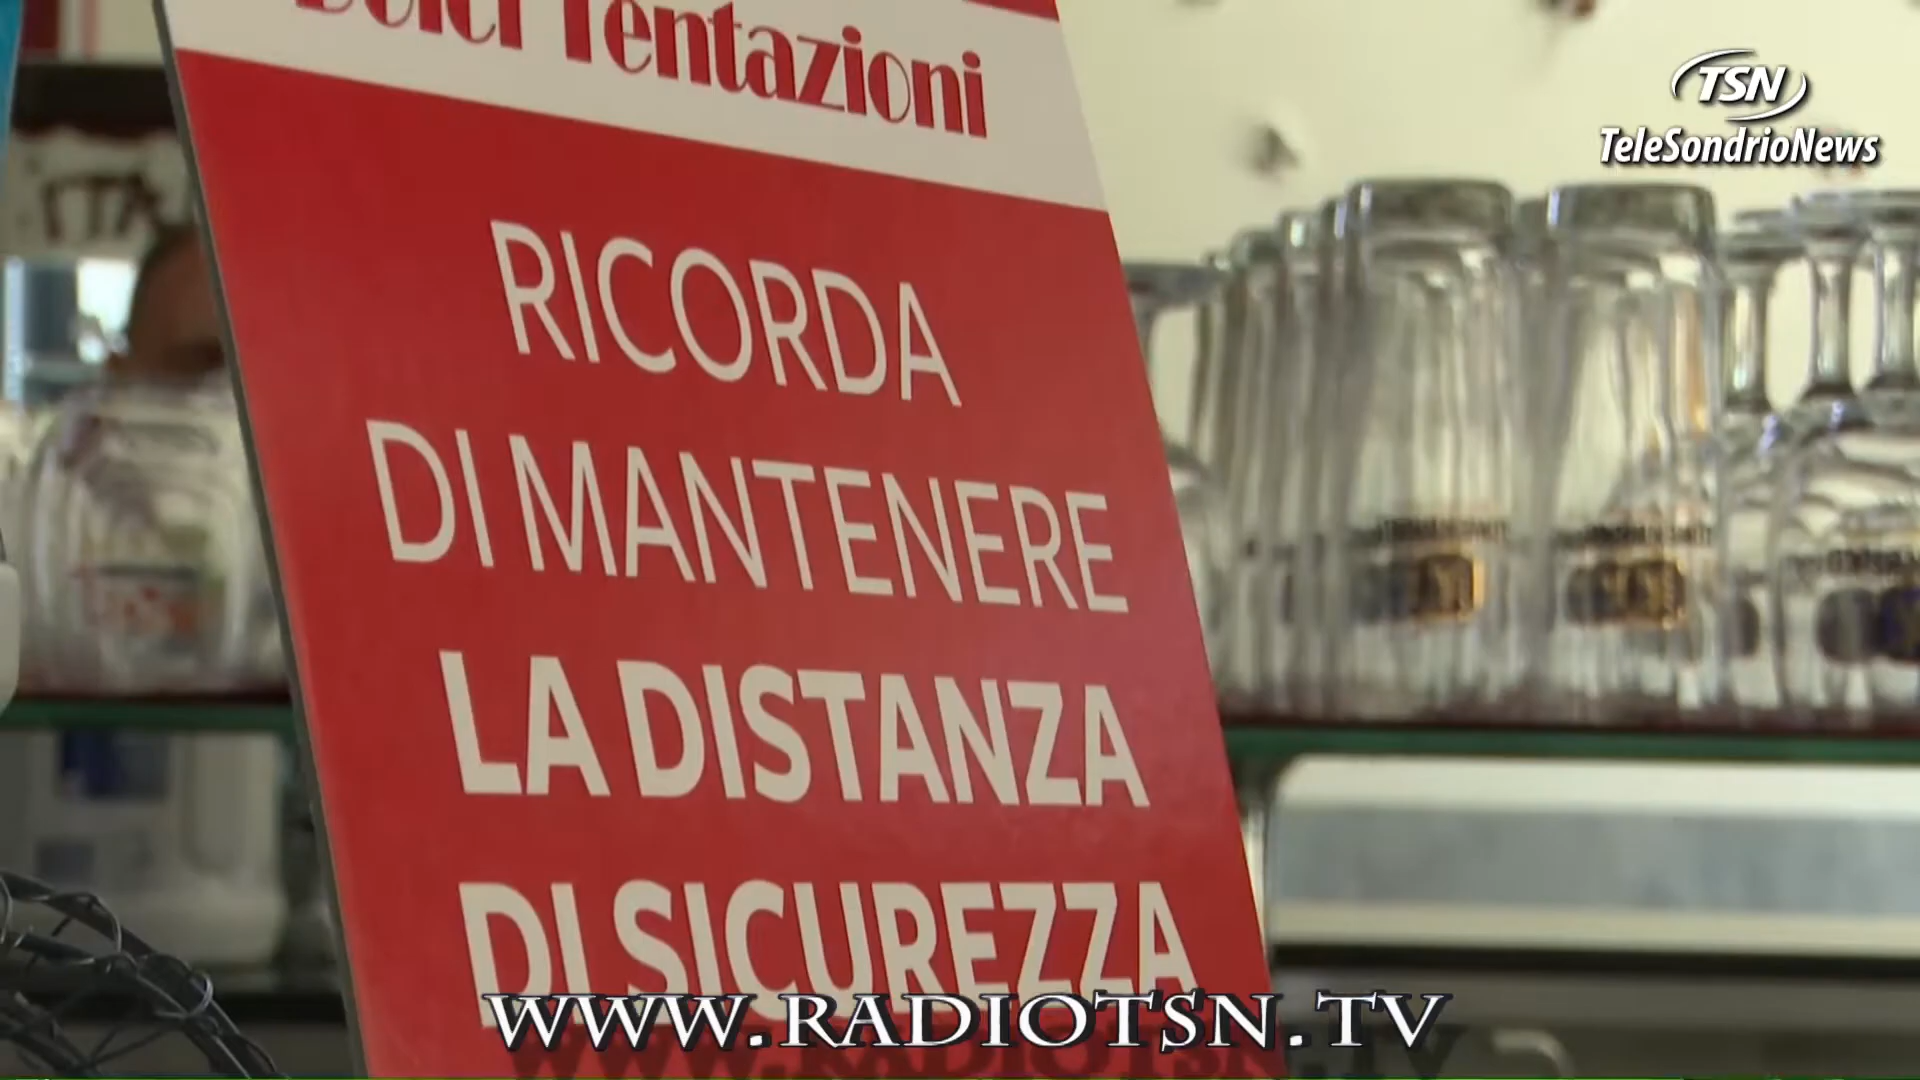 Dolci Tentazioni
TSN
TeleSondrioNews
RICORDA
DI MANTENERE
LA DISTANZA
DI SICUREZZA
WWW.RADIOTSN.TV